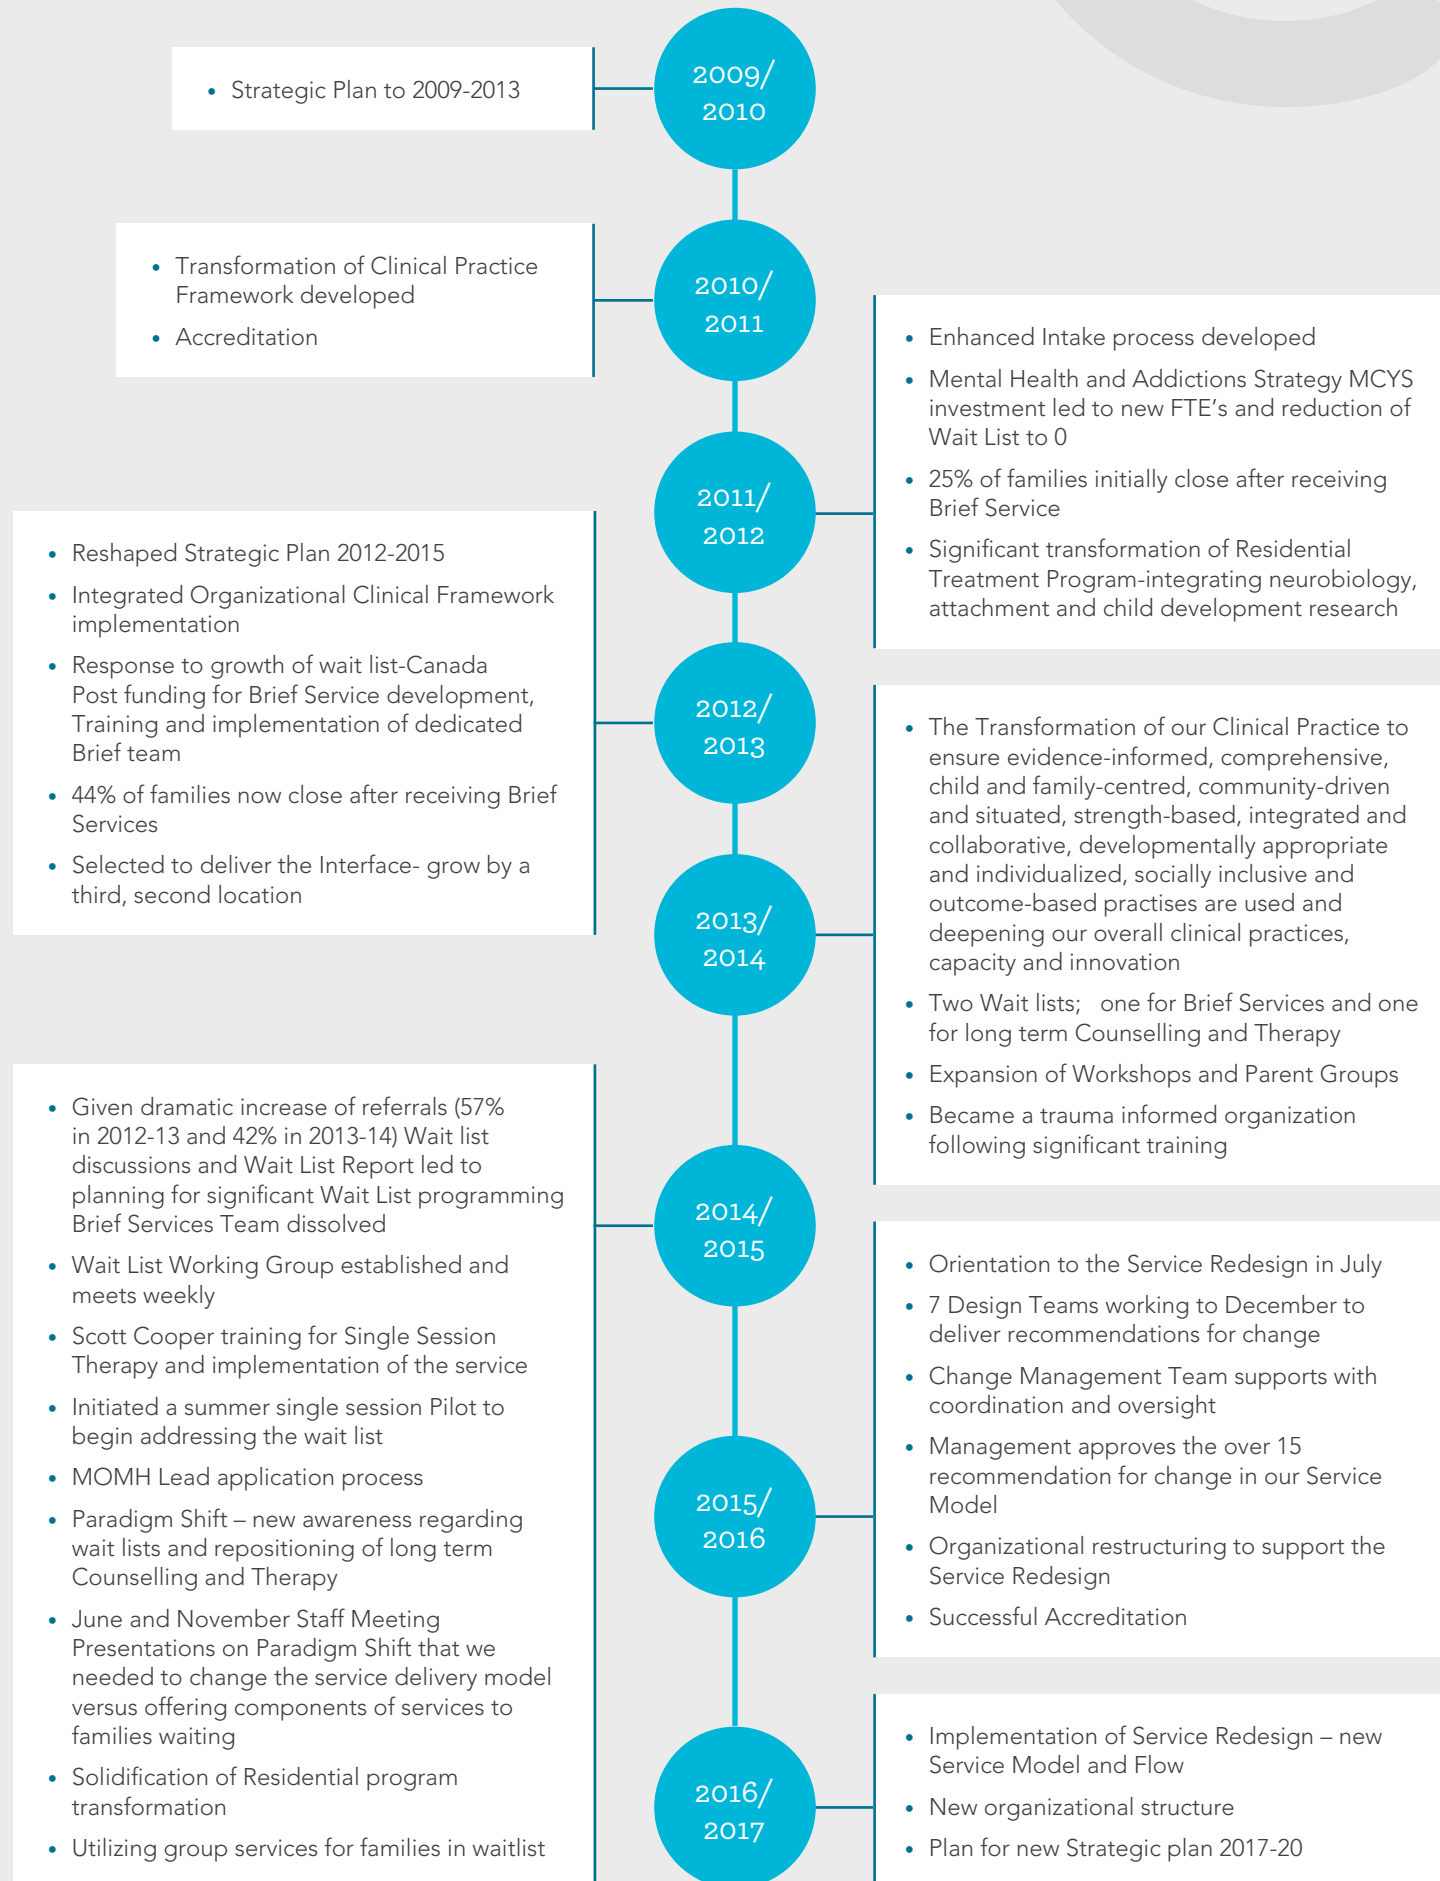 2009/
2010
• Strategic Plan to 2009-2013
2010/
2011
• Transformation of Clinical Practice
Framework developed
• Accreditation
2011/
2012
• Enhanced Intake process developed
• Mental Health and Addictions Strategy MCYS
investment led to new FTE's and reduction of
Wait List to 0
• 25% of families initially close after receiving
Brief Service
• Significant transformation of Residential
Treatment Program-integrating neurobiology,
attachment and child development research
2012/
2013
• Reshaped Strategic Plan 2012-2015
• Integrated Organizational Clinical Framework
implementation
• Response to growth of wait list-Canada
Post funding for Brief Service development,
Training and implementation of dedicated
Brief team
• 44% of families now close after receiving Brief
Services
• Selected to deliver the Interface- grow by a
third, second location
2013/
2014
• The Transformation of our Clinical Practice to
ensure evidence-informed, comprehensive,
child and family-centred, community-driven
and situated, strength-based, integrated and
collaborative, developmentally appropriate
and individualized, socially inclusive and
outcome-based practises are used and
deepening our overall clinical practices,
capacity and innovation
• Two Wait lists;   one for Brief Services and one
for long term Counselling and Therapy
• Expansion of Workshops and Parent Groups
• Became a trauma informed organization
following significant training
2014/
2015
• Given dramatic increase of referrals (57%
in 2012-13 and 42% in 2013-14) Wait list
discussions and Wait List Report led to
planning for significant Wait List programming
Brief Services Team dissolved
• Wait List Working Group established and
meets weekly
• Scott Cooper training for Single Session
Therapy and implementation of the service
• Initiated a summer single session Pilot to
begin addressing the wait list
• MOMH Lead application process
• Paradigm Shift – new awareness regarding
wait lists and repositioning of long term
Counselling and Therapy
• June and November Staff Meeting
Presentations on Paradigm Shift that we
needed to change the service delivery model
versus offering components of services to
families waiting
• Solidification of Residential program
transformation
• Utilizing group services for families in waitlist
2015/
2016
• Orientation to the Service Redesign in July
• 7 Design Teams working to December to
deliver recommendations for change
• Change Management Team supports with
coordination and oversight
• Management approves the over 15
recommendation for change in our Service
Model
• Organizational restructuring to support the
Service Redesign
• Successful Accreditation
2016/
2017
• Implementation of Service Redesign – new
Service Model and Flow
• New organizational structure
• Plan for new Strategic plan 2017-20